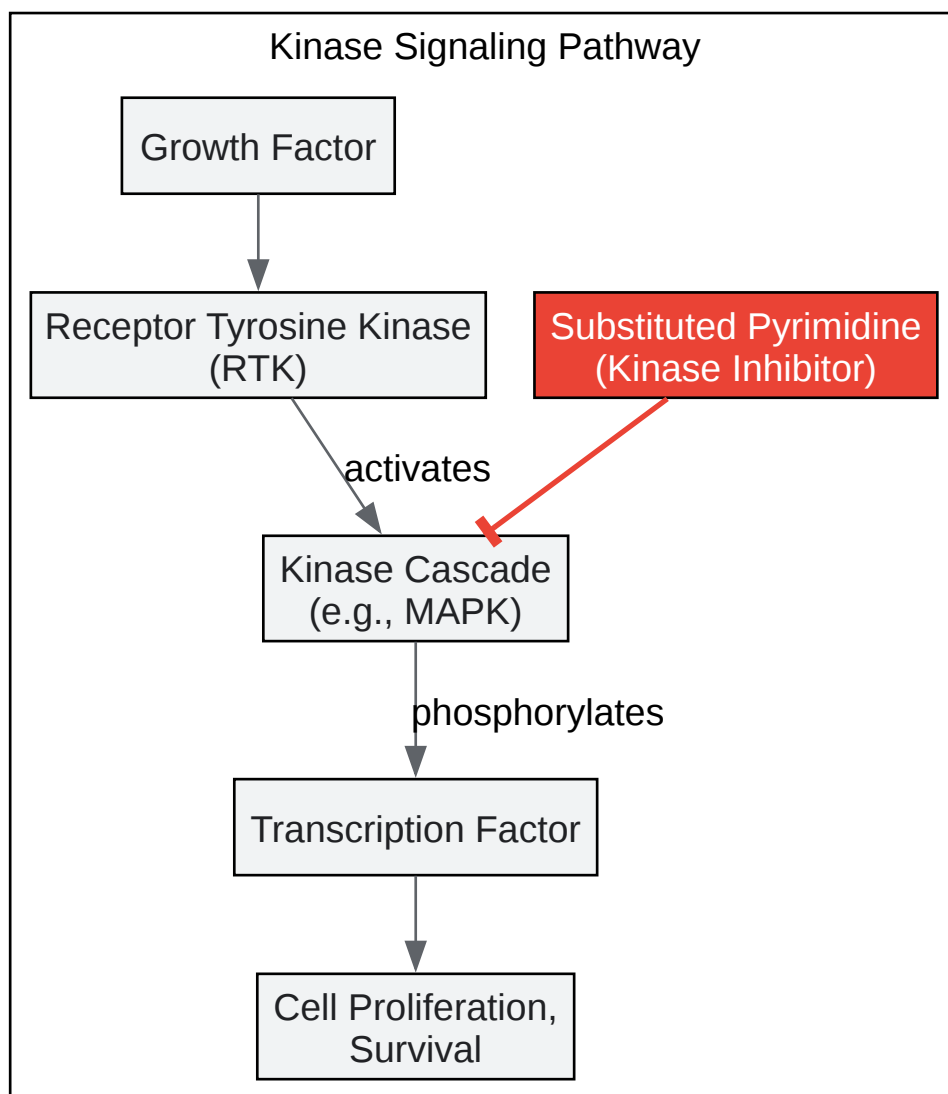 Kinase Signaling Pathway
Growth Factor
Receptor Tyrosine Kinase
(RTK)
Substituted Pyrimidine
(Kinase Inhibitor)
activates
Kinase Cascade
(e.g., MAPK)
phosphorylates
Transcription Factor
Cell Proliferation,
Survival